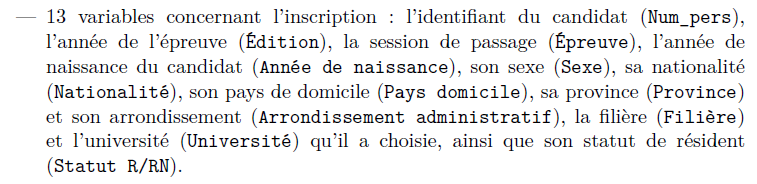 — 13 variables concernant l'inscription : l'identifiant du candidat (Num_pers),
l'année de l'épreuve (Édition), la session de passage (Épreuve), l'année de
naissance du candidat (Année de naissance), son sexe (Sexe), sa nationalité
(Nationalité), son pays de domicile (Pays domicile), sa province (Province)
et son arrondissement (Arrondissement administratif), la filière (Filière)
et l'université (Université) qu'il a choisie, ainsi que son statut de résident
(Statut R/RN).